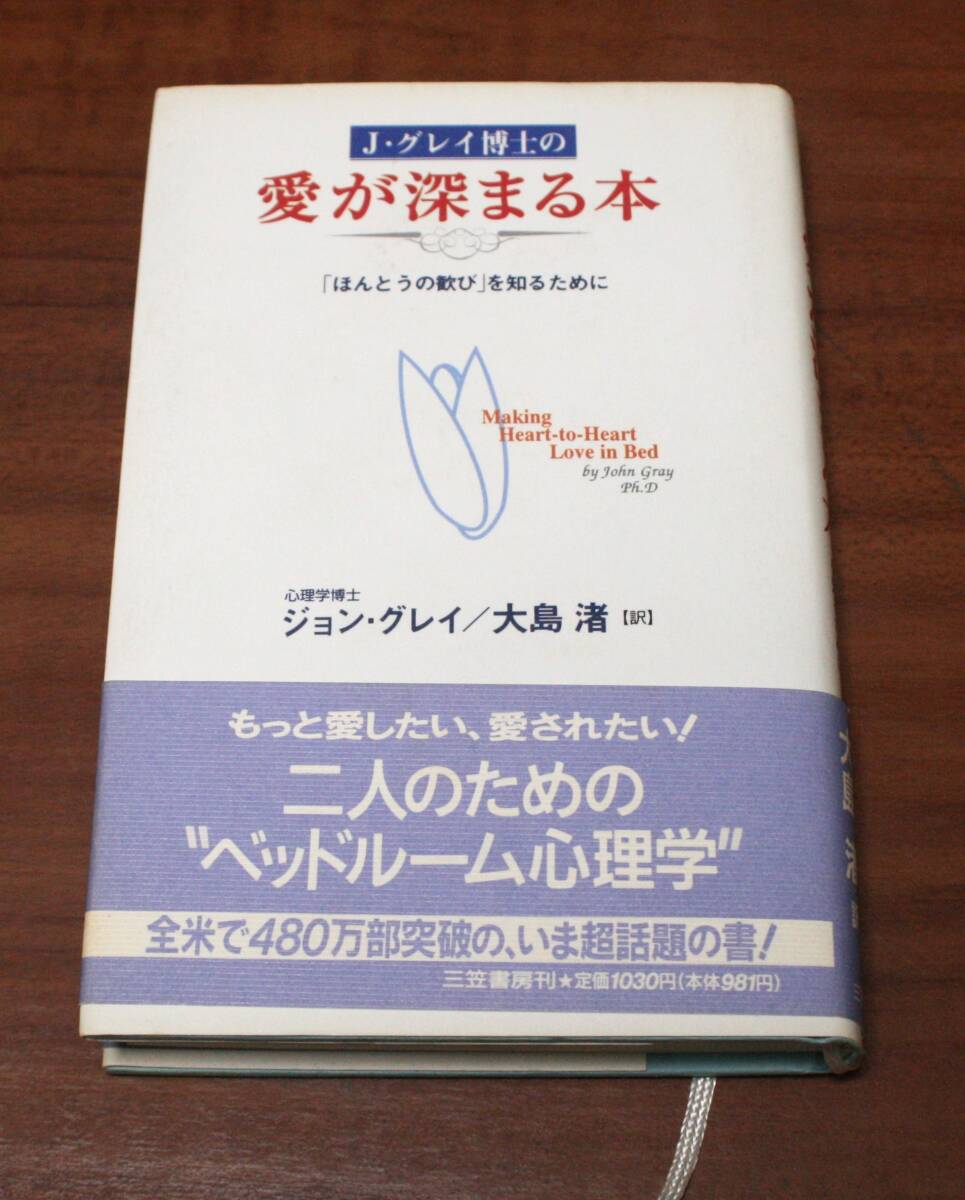 J・グレイ博士の
愛が深まる本
「ほんとうの歓び」を知るために
Making
Heart-to-Heart
Love in Bed
by John Gray
Ph.D
心理学博士
ジョン・グレイ／大島 渚【訳】
もっと愛したい、愛されたい!
二人のための
"ベッドルーム心理学"
全米で480万部突破の、いま超話題の書!
三笠書房刊★定価1030円(本体981円)
大島 渚